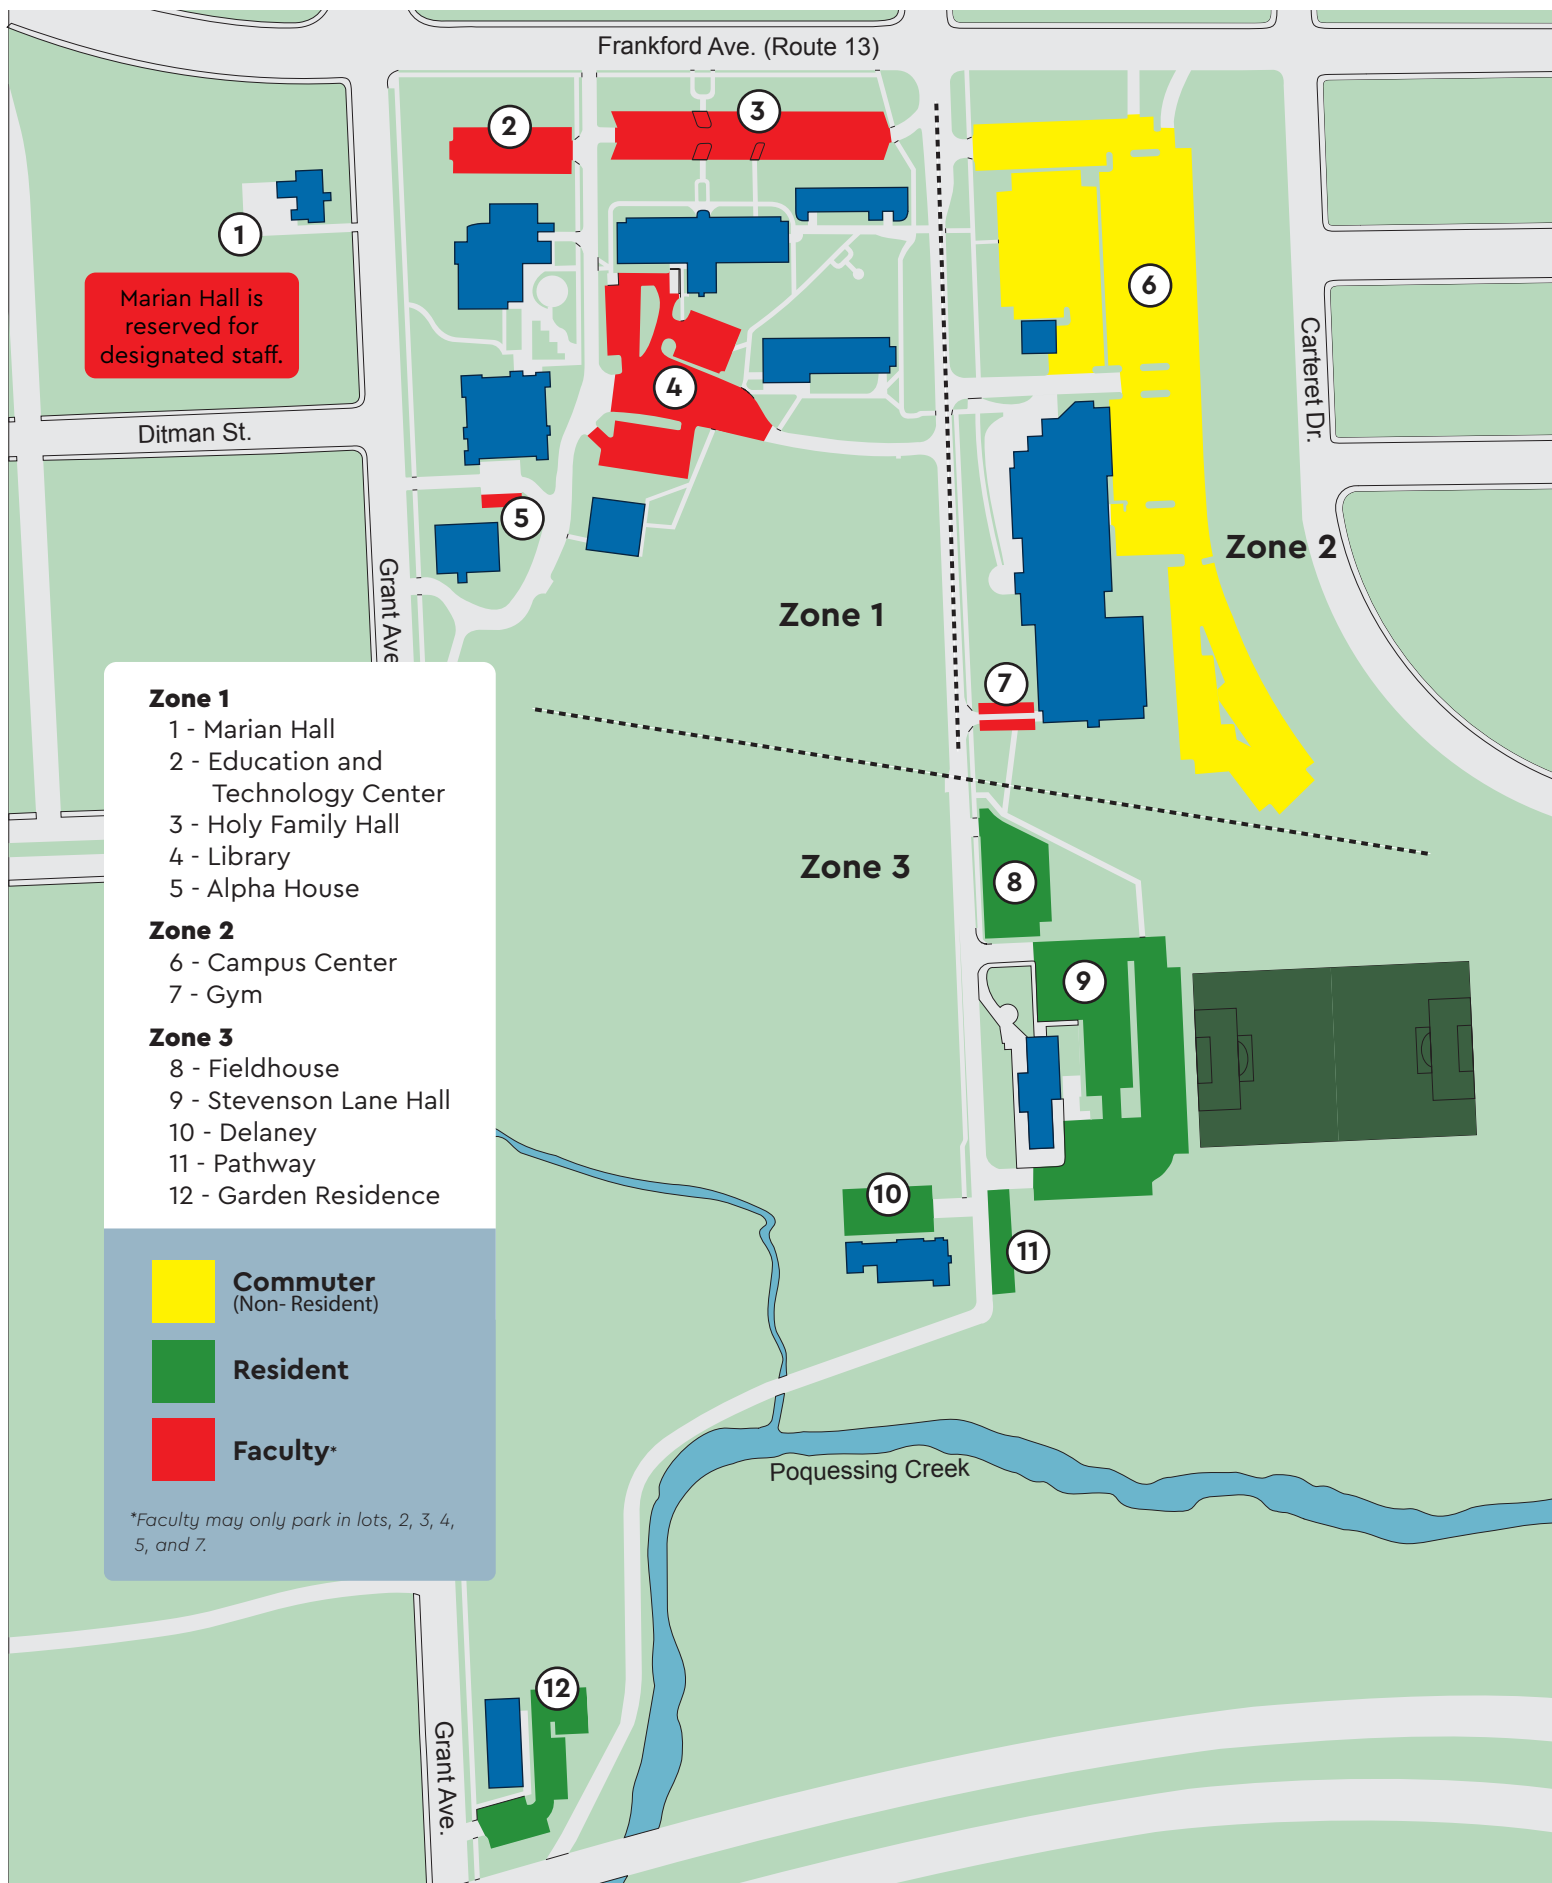 Frankford Ave. (Route 13)
2
3
1
6
Marian Hall is
reserved for
designated staff.
4
Carteret Dr.
Ditman St.
5
Zone 2
Grant Ave
Zone 1
7
Zone 1
1 - Marian Hall
2 - Education and
Technology Center
3 - Holy Family Hall
4 - Library
5 - Alpha House
Zone 2
6 - Campus Center
7 - Gym
Zone 3
8 - Fieldhouse
9 - Stevenson Lane Hall
10 - Delaney
11 - Pathway
12 - Garden Residence
Zone 3
8
9
10
11
Commuter
(Non- Resident)
Resident
Faculty*
*Faculty may only park in lots, 2, 3, 4,
5, and 7.
Poquessing Creek
12
Grant Ave.